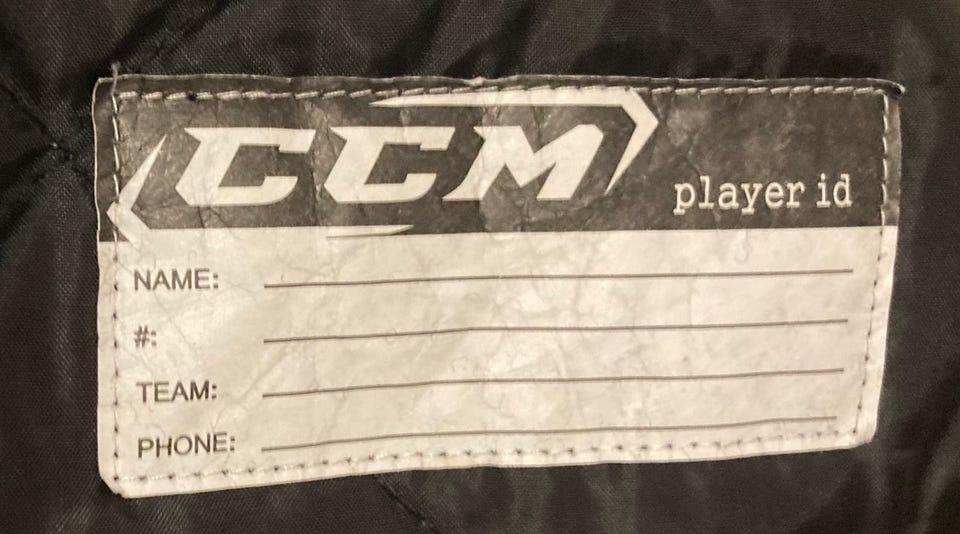 CCM
player id
NAME:
#:
TEAM:
PHONE: